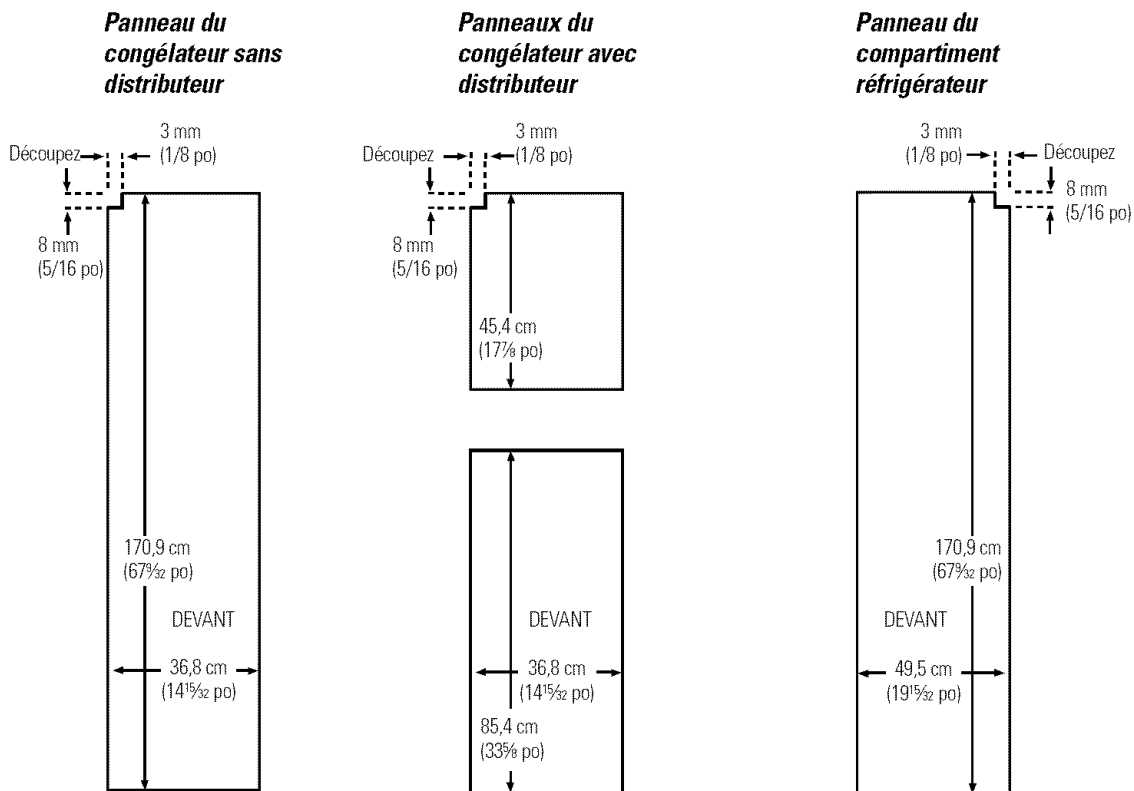 Panneau du
congélateur sans
distributeur
Découpez
3 mm
(1/8 po)
8 mm
(5/16 po)
170,9 cm
(67⁹⁄₃₂ po)
DEVANT
36,8 cm
(14¹⁵⁄₃₂ po)
Panneaux du
congélateur avec
distributeur
Découpez
3 mm
(1/8 po)
8 mm
(5/16 po)
45,4 cm
(17⅞ po)
DEVANT
36,8 cm
(14¹⁵⁄₃₂ po)
85,4 cm
(33⅝ po)
Panneau du
compartiment
réfrigérateur
3 mm
(1/8 po)
Découpez
8 mm
(5/16 po)
170,9 cm
(67⁹⁄₃₂ po)
DEVANT
49,5 cm
(19¹⁵⁄₃₂ po)